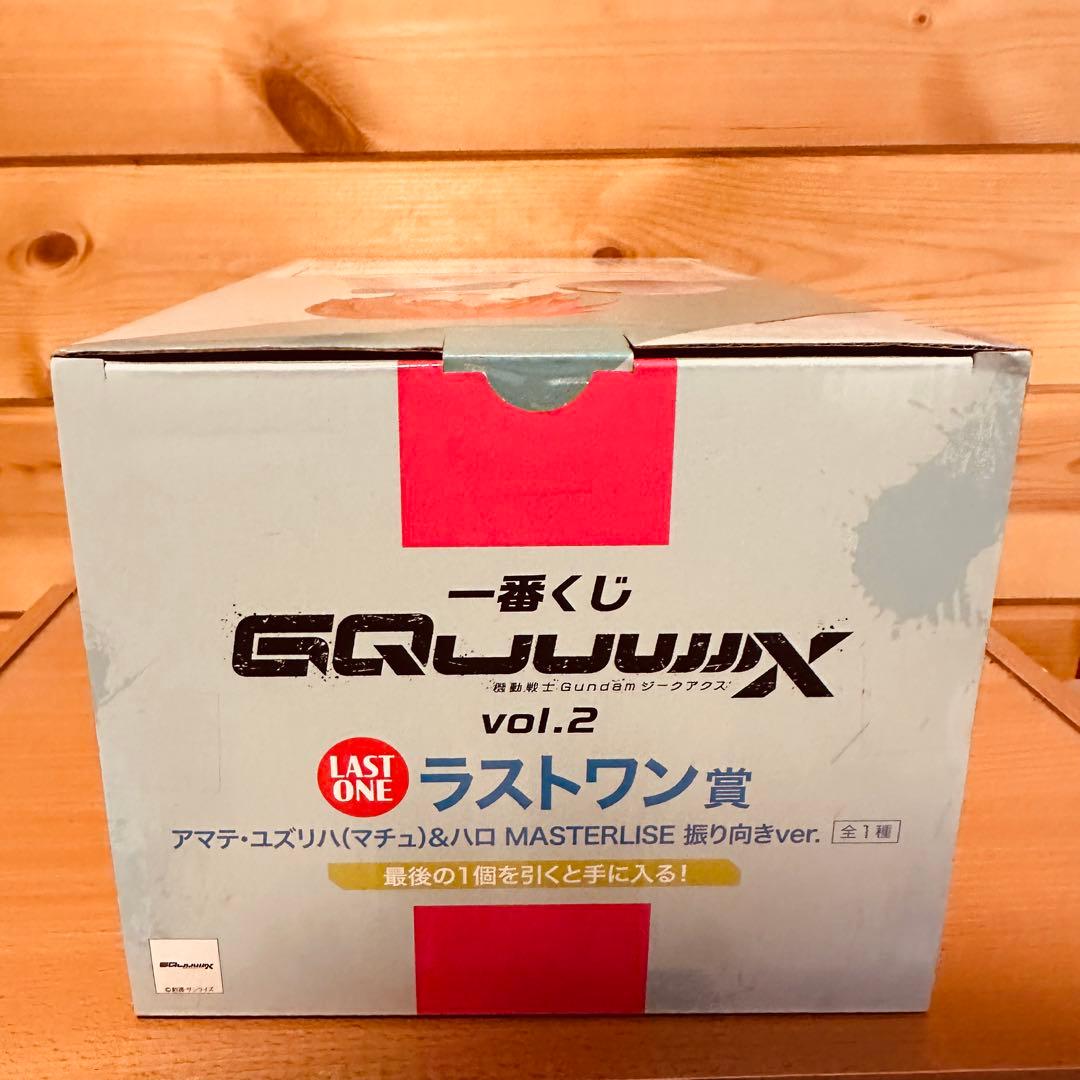 一番くじ
GQuuuuuuX
機動戦士Gundamジークアクス
vol.2
LAST
ONE
ラストワン賞
アマテ・ユズリハ(マチュ)&ハロ MASTERLISE 振り向きver. 全1種
最後の1個を引くと手に入る!
GQuuuuuuX
©創通・サンライズ